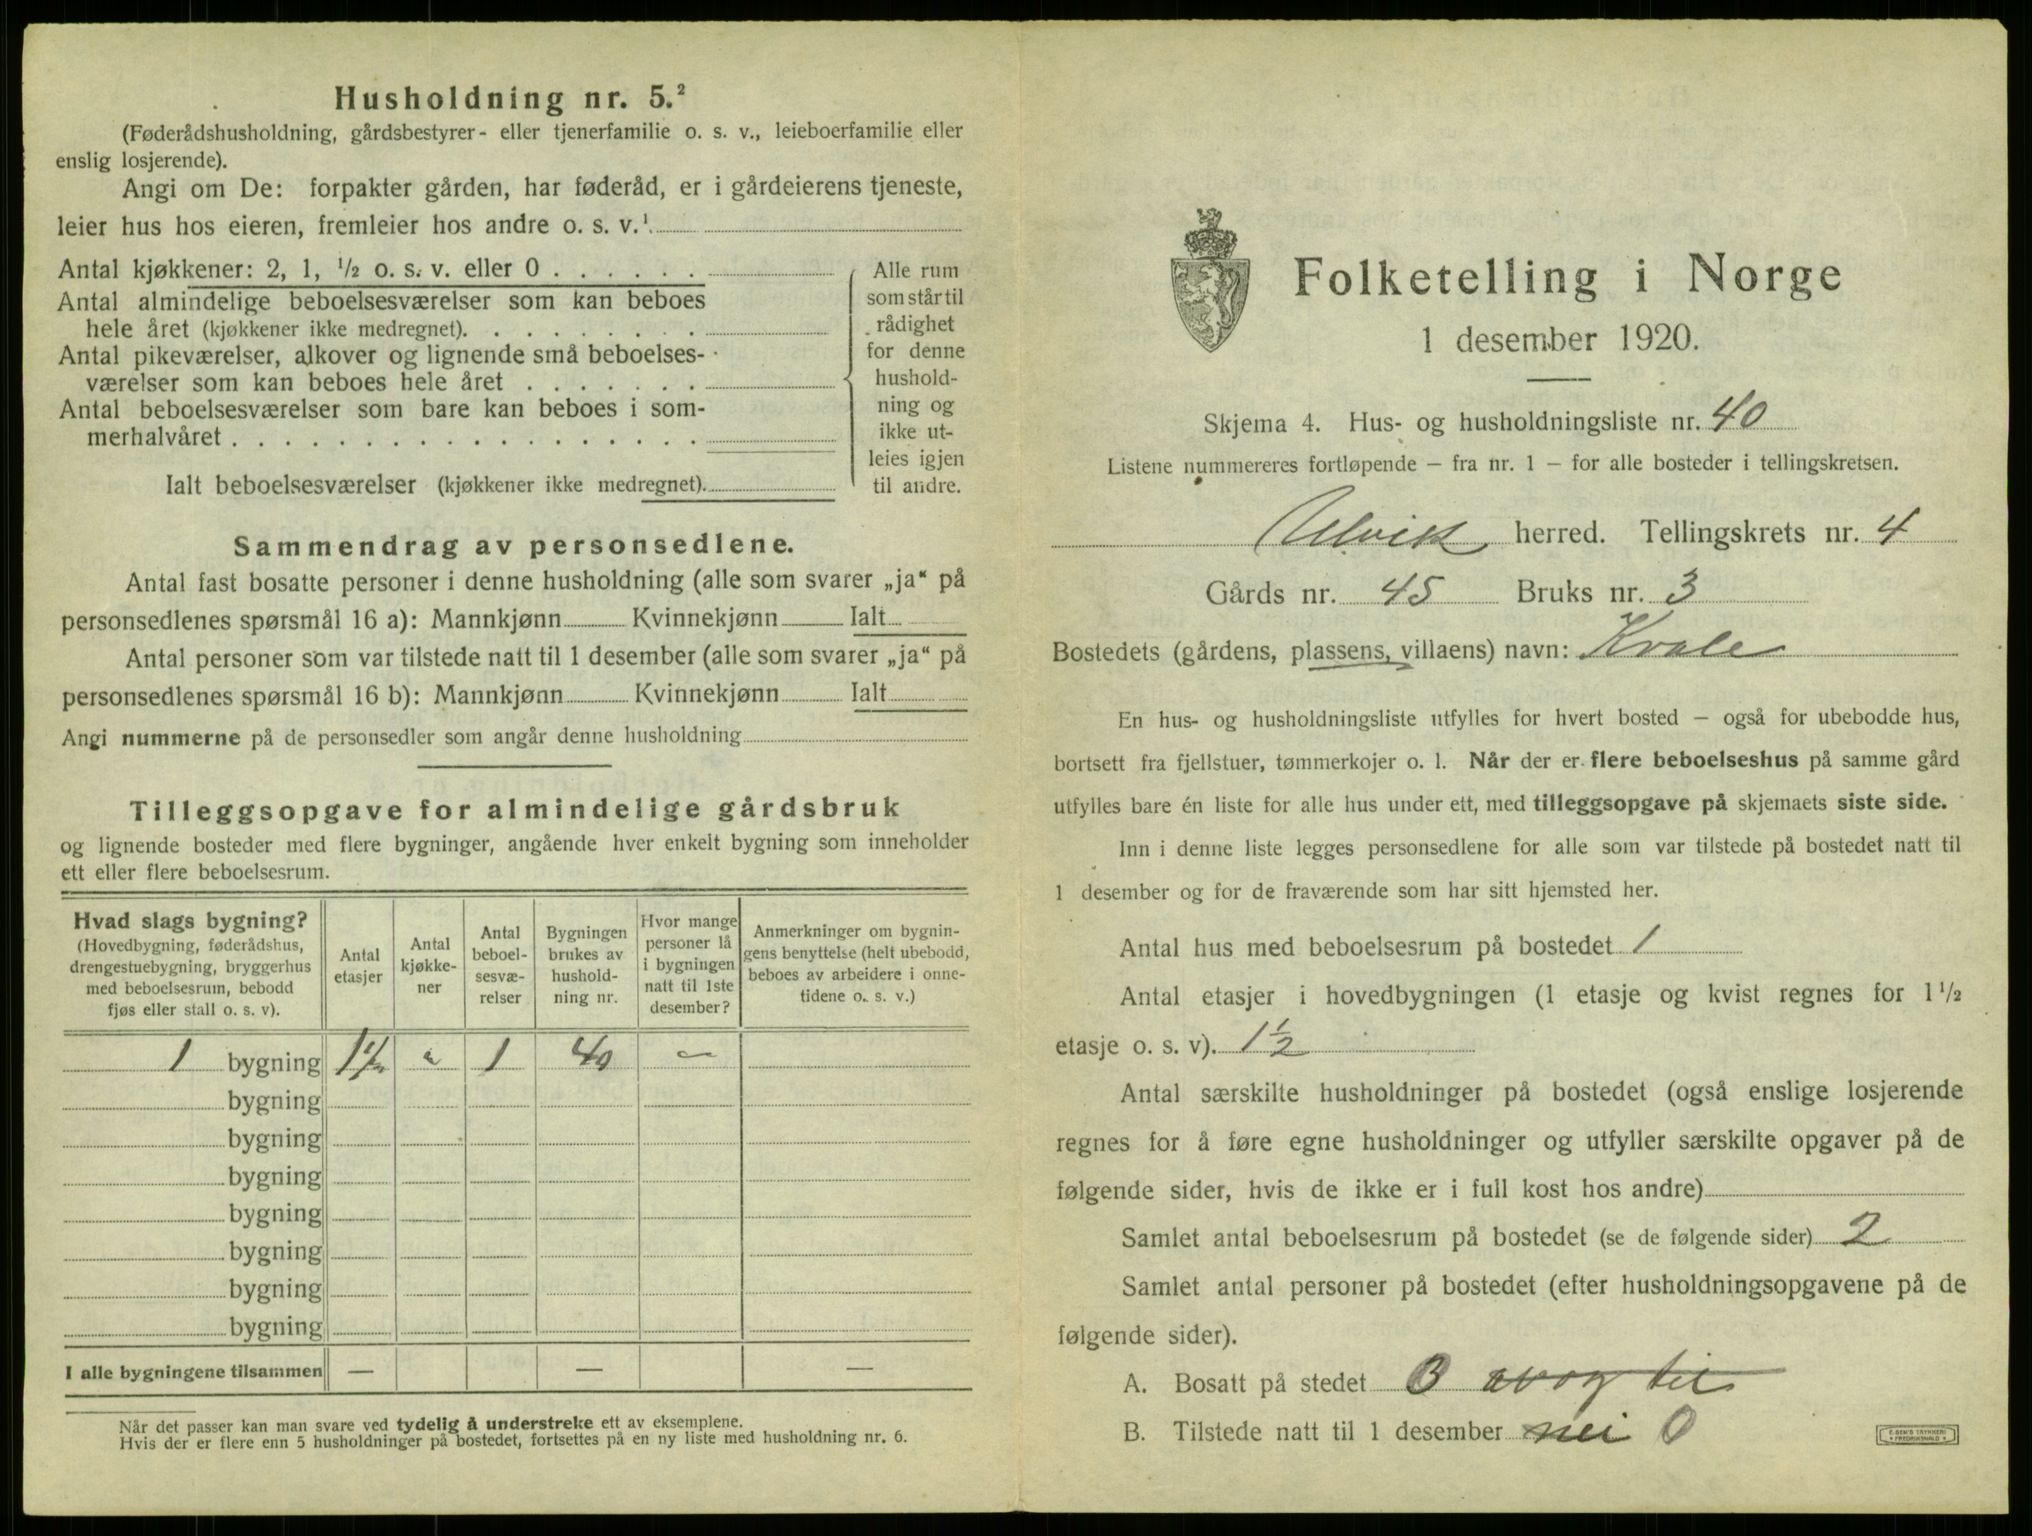 Husholdning nr. 5.²
(Føderådshusholdning, gårdsbestyrer- eller tjenerfamilie o. s. v., leieboerfamilie eller
enslig losjerende).
Angi om De: forpakter gården, har føderåd, er i gårdeierens tjeneste,
leier hus hos eieren, fremleier hos andre o. s. v.¹
Antal kjøkkener: 2, 1, ½ o. s. v. eller 0 . . . . . .
Antal almindelige beboelsesværelser som kan beboes
hele året (kjøkkener ikke medregnet). . . . . . . . .
Antal pikeværelser, alkover og lignende små beboelses-
værelser som kan beboes hele året . . . . . . .
Antal beboelsesværelser som bare kan beboes i som-
merhalvåret . . . . . . . . . . . . . . . . . .
Ialt beboelsesværelser (kjøkkener ikke medregnet).
Alle rum
som står til
rådighet
for denne
hushold-
ning og
ikke ut-
leies igjen
til andre.
Sammendrag av personsedlene.
Antal fast bosatte personer i denne husholdning (alle som svarer „ja“ på
personsedlenes spørsmål 16 a): Mannkjønn Kvinnekjønn Ialt
Antal personer som var tilstede natt til 1 desember (alle som svarer „ja“ på
personsedlenes spørsmål 16 b): Mannkjønn Kvinnekjønn Ialt
Angi nummerne på de personsedler som angår denne husholdning
Tilleggsopgave for almindelige gårdsbruk
og lignende bosteder med flere bygninger, angående hver enkelt bygning som inneholder
ett eller flere beboelsesrum.
Hvad slags bygning?
(Hovedbygning, føderådshus,
drengestuebygning, bryggerhus
med beboelsesrum, bebodd
fjøs eller stall o. s. v).
Antal
etasjer
Antal
kjøkke-
ner
Antal
beboel-
sesvæ-
relser
Bygningen
brukes av
hushold-
ning nr.
Hvor mange
personer lå
i bygningen
natt til 1ste
desember?
Anmerkninger om bygnin-
gens benyttelse (helt ubebodd,
beboes av arbeidere i onne-
tidene o. s. v.)
1 bygning 1½ 1 40 —
bygning
bygning
bygning
bygning
bygning
bygning
bygning
I alle bygningene tilsammen — — —
Når det passer kan man svare ved tydelig å understreke ett av eksemplene.
Hvis der er flere enn 5 husholdninger på bostedet, fortsettes på en ny liste med husholdning nr. 6.
Folketelling i Norge
1 desember 1920.
Skjema 4. Hus- og husholdningsliste nr. 40
Listene nummereres fortløpende – fra nr. 1 – for alle bosteder i tellingskretsen.
Ulvik herred. Tellingskrets nr. 4
Gårds nr. 45 Bruks nr. 3
Bostedets (gårdens, plassens, villaens) navn: Kvale
En hus- og husholdningsliste utfylles for hvert bosted – også for ubebodde hus,
bortsett fra fjellstuer, tømmerkojer o. l. Når der er flere beboelseshus på samme gård
utfylles bare én liste for alle hus under ett, med tilleggsopgave på skjemaets siste side.
Inn i denne liste legges personsedlene for alle som var tilstede på bostedet natt til
1 desember og for de fraværende som har sitt hjemsted her.
Antal hus med beboelsesrum på bostedet 1
Antal etasjer i hovedbygningen (1 etasje og kvist regnes for 1½
etasje o. s. v). 1½
Antal særskilte husholdninger på bostedet (også enslige losjerende
regnes for å føre egne husholdninger og utfyller særskilte opgaver på de
følgende sider, hvis de ikke er i full kost hos andre)
Samlet antal beboelsesrum på bostedet (se de følgende sider) 2
Samlet antal personer på bostedet (efter husholdningsopgavene på de
følgende sider).
A. Bosatt på stedet 0 av og til
B. Tilstede natt til 1 desember nei 0